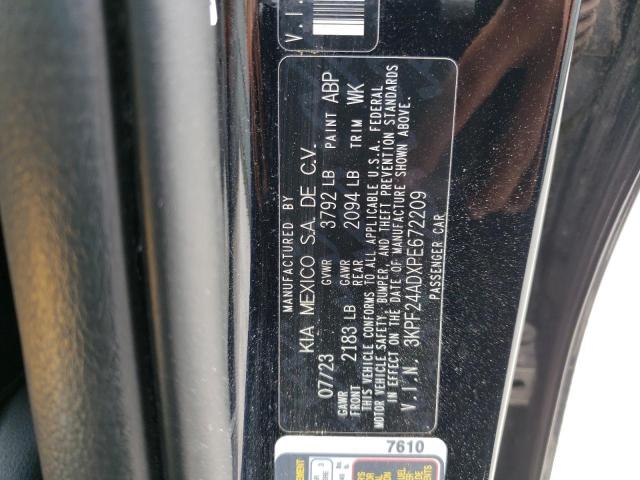 V.I.
MANUFACTURED BY
KIA MEXICO S.A. DE C.V.
07/23 GVWR 3792 LB PAINT ABP
GAWR FRONT 2183 LB GAWR REAR 2094 LB TRIM WK
THIS VEHICLE CONFORMS TO ALL APPLICABLE U.S.A. FEDERAL
MOTOR VEHICLE SAFETY, BUMPER, AND THEFT PREVENTION STANDARDS
IN EFFECT ON THE DATE OF MANUFACTURE SHOWN ABOVE.
V.I.N. 3KPF24ADXPE672209
PASSENGER CAR
7610